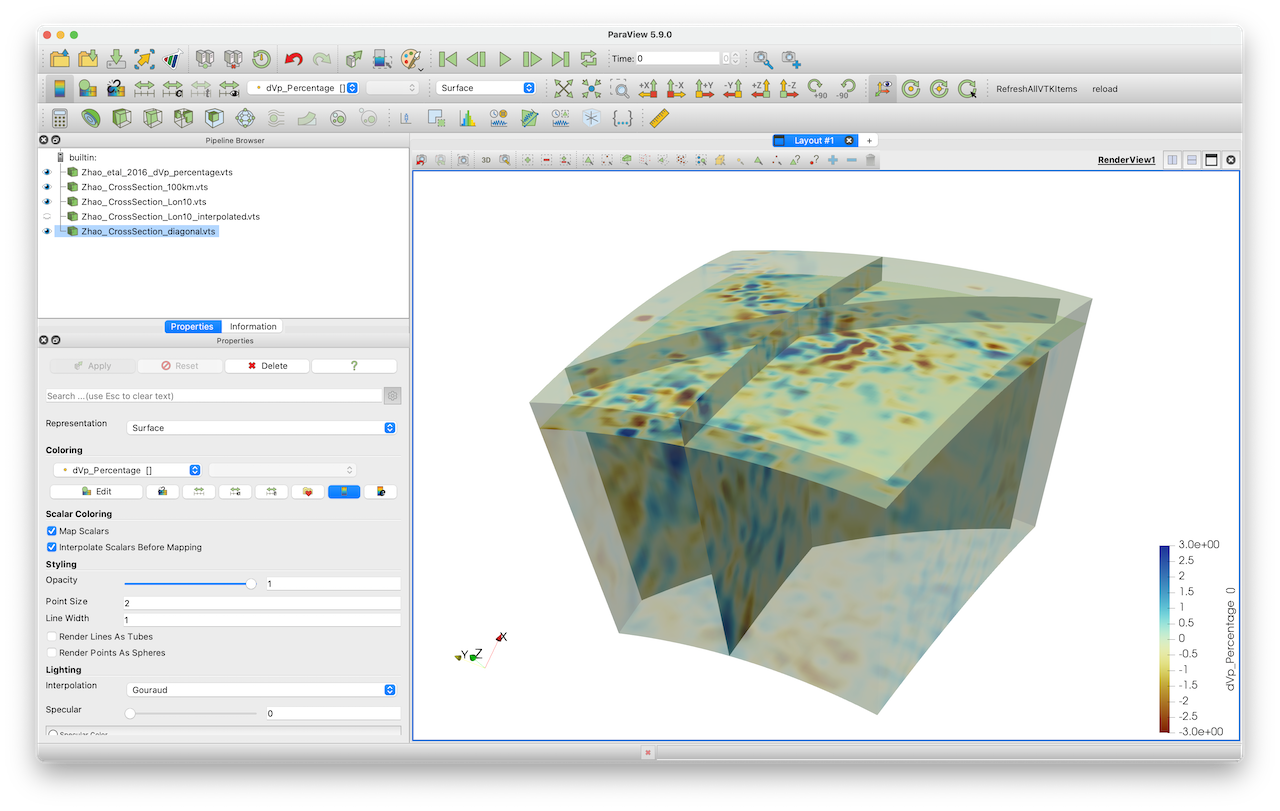 ParaView 5.9.0
Time: 0 0
dVp_Percentage [] Surface +X -X +Y -Y +Z -Z +90 -90 RefreshAllVTKItems reload
Pipeline Browser
Layout #1 +
builtin:
3D
RenderView1
Zhao_etal_2016_dVp_percentage.vts
Zhao_CrossSection_100km.vts
Zhao_CrossSection_Lon10.vts
Zhao_CrossSection_Lon10_interpolated.vts
Zhao_CrossSection_diagonal.vts
Properties Information
Properties
Apply Reset Delete ?
Search ...(use Esc to clear text)
Representation Surface
Coloring
dVp_Percentage []
Edit
Scalar Coloring
Map Scalars
Interpolate Scalars Before Mapping
Styling
Opacity 1
Point Size 2
Line Width 1
Render Lines As Tubes
Render Points As Spheres
Lighting
Interpolation Gouraud
Specular 0
Specular Color
X
Y Z
3.0e+00
2.5
2
1.5
1
0.5
0
-0.5
-1
-1.5
-2
-2.5
-3.0e+00
dVp_Percentage 0